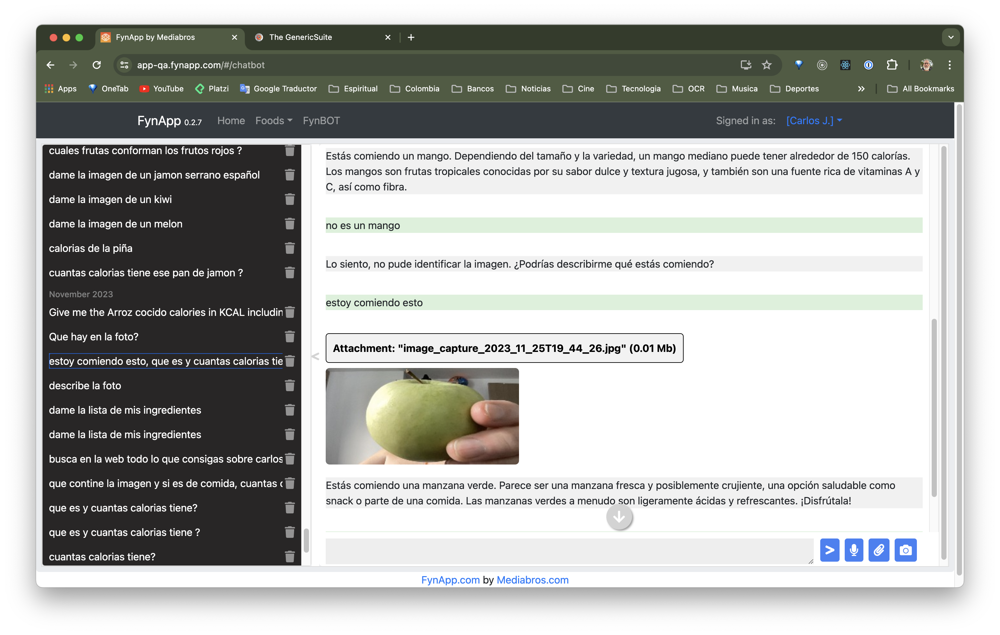 FynApp by Mediabros
The GenericSuite
app-qa.fynapp.com/#/chatbot
Apps OneTab YouTube Platzi Google Traductor Espiritual Colombia Bancos Noticias Cine Tecnologia OCR Musica Deportes All Bookmarks
FynApp 0.2.7 Home Foods FynBOT Signed in as: [Carlos J.]
cuales frutas conforman los frutos rojos ?
dame la imagen de un jamon serrano español
dame la imagen de un kiwi
dame la imagen de un melon
calorias de la piña
cuantas calorias tiene ese pan de jamon ?
November 2023
Give me the Arroz cocido calories in KCAL includin
Que hay en la foto?
estoy comiendo esto, que es y cuantas calorias tie
describe la foto
dame la lista de mis ingredientes
dame la lista de mis ingredientes
busca en la web todo lo que consigas sobre carlos
que contine la imagen y si es de comida, cuantas c
que es y cuantas calorias tiene?
que es y cuantas calorias tiene ?
cuantas calorias tiene?
Estás comiendo un mango. Dependiendo del tamaño y la variedad, un mango mediano puede tener alrededor de 150 calorías.
Los mangos son frutas tropicales conocidas por su sabor dulce y textura jugosa, y también son una fuente rica de vitaminas A y
C, así como fibra.
no es un mango
Lo siento, no pude identificar la imagen. ¿Podrías describirme qué estás comiendo?
estoy comiendo esto
Attachment: "image_capture_2023_11_25T19_44_26.jpg" (0.01 Mb)
Estás comiendo una manzana verde. Parece ser una manzana fresca y posiblemente crujiente, una opción saludable como
snack o parte de una comida. Las manzanas verdes a menudo son ligeramente ácidas y refrescantes. ¡Disfrútala!
FynApp.com by Mediabros.com